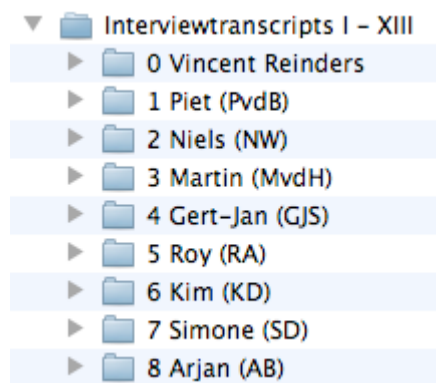 Interviewtranscripts I – XIII
0 Vincent Reinders
1 Piet (PvdB)
2 Niels (NW)
3 Martin (MvdH)
4 Gert-Jan (GJS)
5 Roy (RA)
6 Kim (KD)
7 Simone (SD)
8 Arjan (AB)